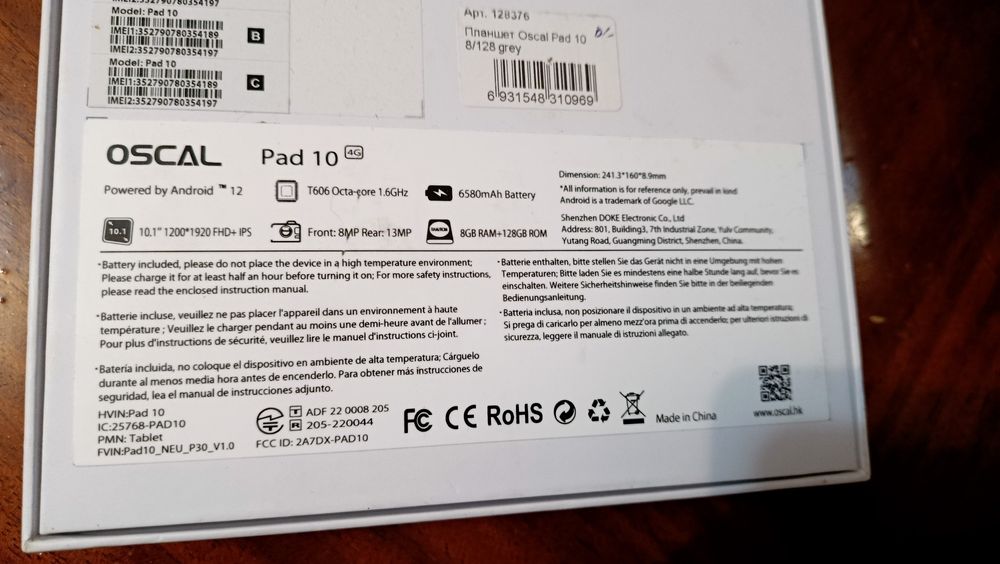 IMEI2:352790780354197
Model: Pad 10
IMEI1:352790780354189
IMEI2:352790780354197
B
Model: Pad 10
IMEI1:352790780354189
IMEI2:352790780354197
C
Арт. 128376
Планшет Oscal Pad 10
8/128 grey
6 931548 310969
OSCAL Pad 10 4G
Powered by Android ™ 12
T606 Octa-core 1.6GHz
6580mAh Battery
10.1
10.1" 1200*1920 FHD+ IPS
Front: 8MP Rear: 13MP
8GB RAM+128GB ROM
Dimension: 241.3*160*8.9mm
*All information is for reference only, prevail in kind
Android is a trademark of Google LLC.
Shenzhen DOKE Electronic Co., Ltd
Address: 801, Building3, 7th Industrial Zone, Yulv Community,
Yutang Road, Guangming District, Shenzhen, China.
·Battery included, please do not place the device in a high temperature environment;
Please charge it for at least half an hour before turning it on; For more safety instructions,
please read the enclosed instruction manual.
·Batterie incluse, veuillez ne pas placer l'appareil dans un environnement à haute
température ; Veuillez le charger pendant au moins une demi-heure avant de l'allumer ;
Pour plus d'instructions de sécurité, veuillez lire le manuel d'instructions ci-joint.
·Batería incluida, no coloque el dispositivo en ambiente de alta temperatura; Cárguelo
durante al menos media hora antes de encenderlo. Para obtener más instrucciones de
seguridad, lea el manual de instrucciones adjunto.
·Batterie enthalten, bitte stellen Sie das Gerät nicht in eine Umgebung mit hohen
Temperaturen; Bitte laden Sie es mindestens eine halbe Stunde lang auf, bevor Sie es
einschalten. Weitere Sicherheitshinweise finden Sie bitte in der beiliegenden
Bedienungsanleitung.
·Batteria inclusa, non posizionare il dispositivo in un ambiente ad alta temperatura;
Si prega di caricarlo per almeno mezz'ora prima di accenderlo; per ulteriori istruzioni di
sicurezza, leggere il manuale di istruzioni allegato.
HVIN:Pad 10
IC:25768-PAD10
PMN: Tablet
FVIN:Pad10_NEU_P30_V1.0
T ADF 22 0008 205
R 205-220044
FCC ID: 2A7DX-PAD10
FC CE RoHS
Made in China
www.oscal.hk